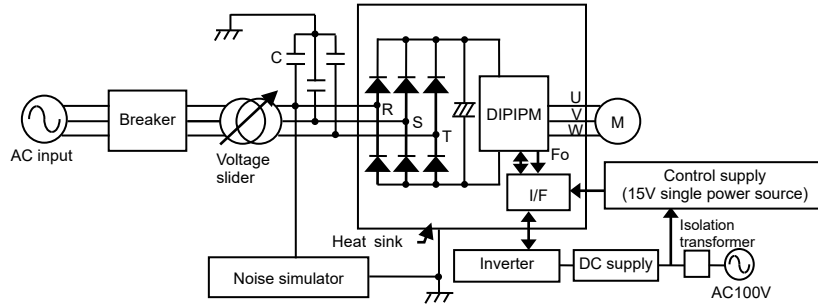 C
R
S
T
DIPIPM
U
V
W
M
Breaker
AC input
Voltage
slider
Fo
I/F
Control supply
(15V single power source)
Heat sink
Isolation
transformer
Noise simulator
Inverter
DC supply
AC100V